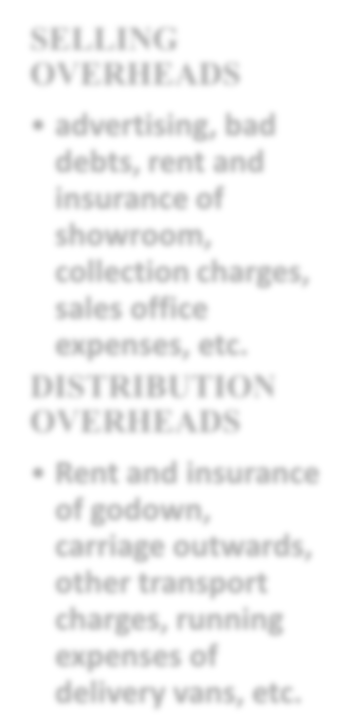 SELLING
OVERHEADS
• advertising, bad
debts, rent and
insurance of
showroom,
collection charges,
sales office
expenses, etc.
DISTRIBUTION
OVERHEADS
• Rent and insurance
of godown,
carriage outwards,
other transport
charges, running
expenses of
delivery vans, etc.